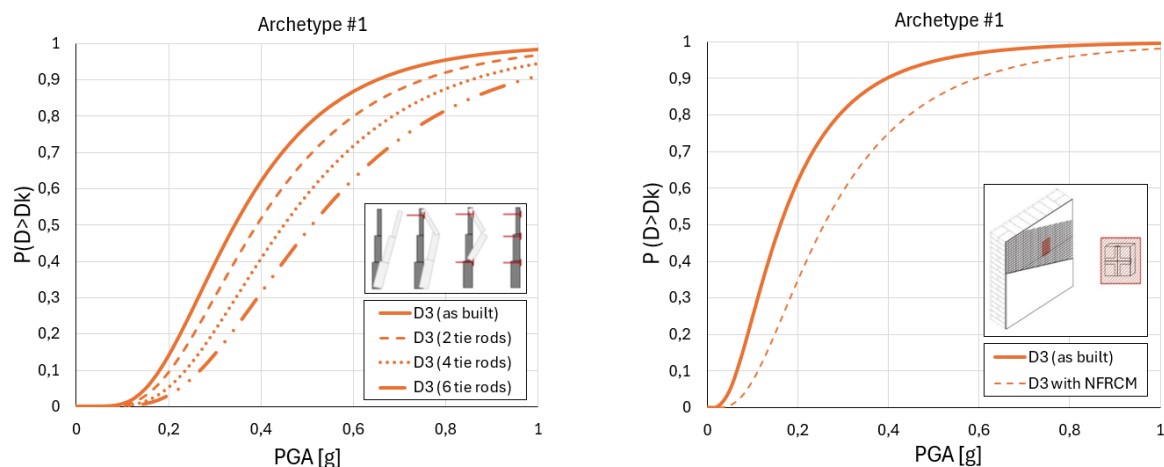 Archetype #1
P(D>Dk)
1
0,9
0,8
0,7
0,6
0,5
0,4
0,3
0,2
0,1
0
0
0,2
0,4
0,6
0,8
1
PGA [g]
D3 (as built)
D3 (2 tie rods)
D3 (4 tie rods)
D3 (6 tie rods)
Archetype #1
P (D>Dk)
1
0,9
0,8
0,7
0,6
0,5
0,4
0,3
0,2
0,1
0
0
0,2
0,4
0,6
0,8
1
PGA [g]
D3 (as built)
D3 with NFRCM